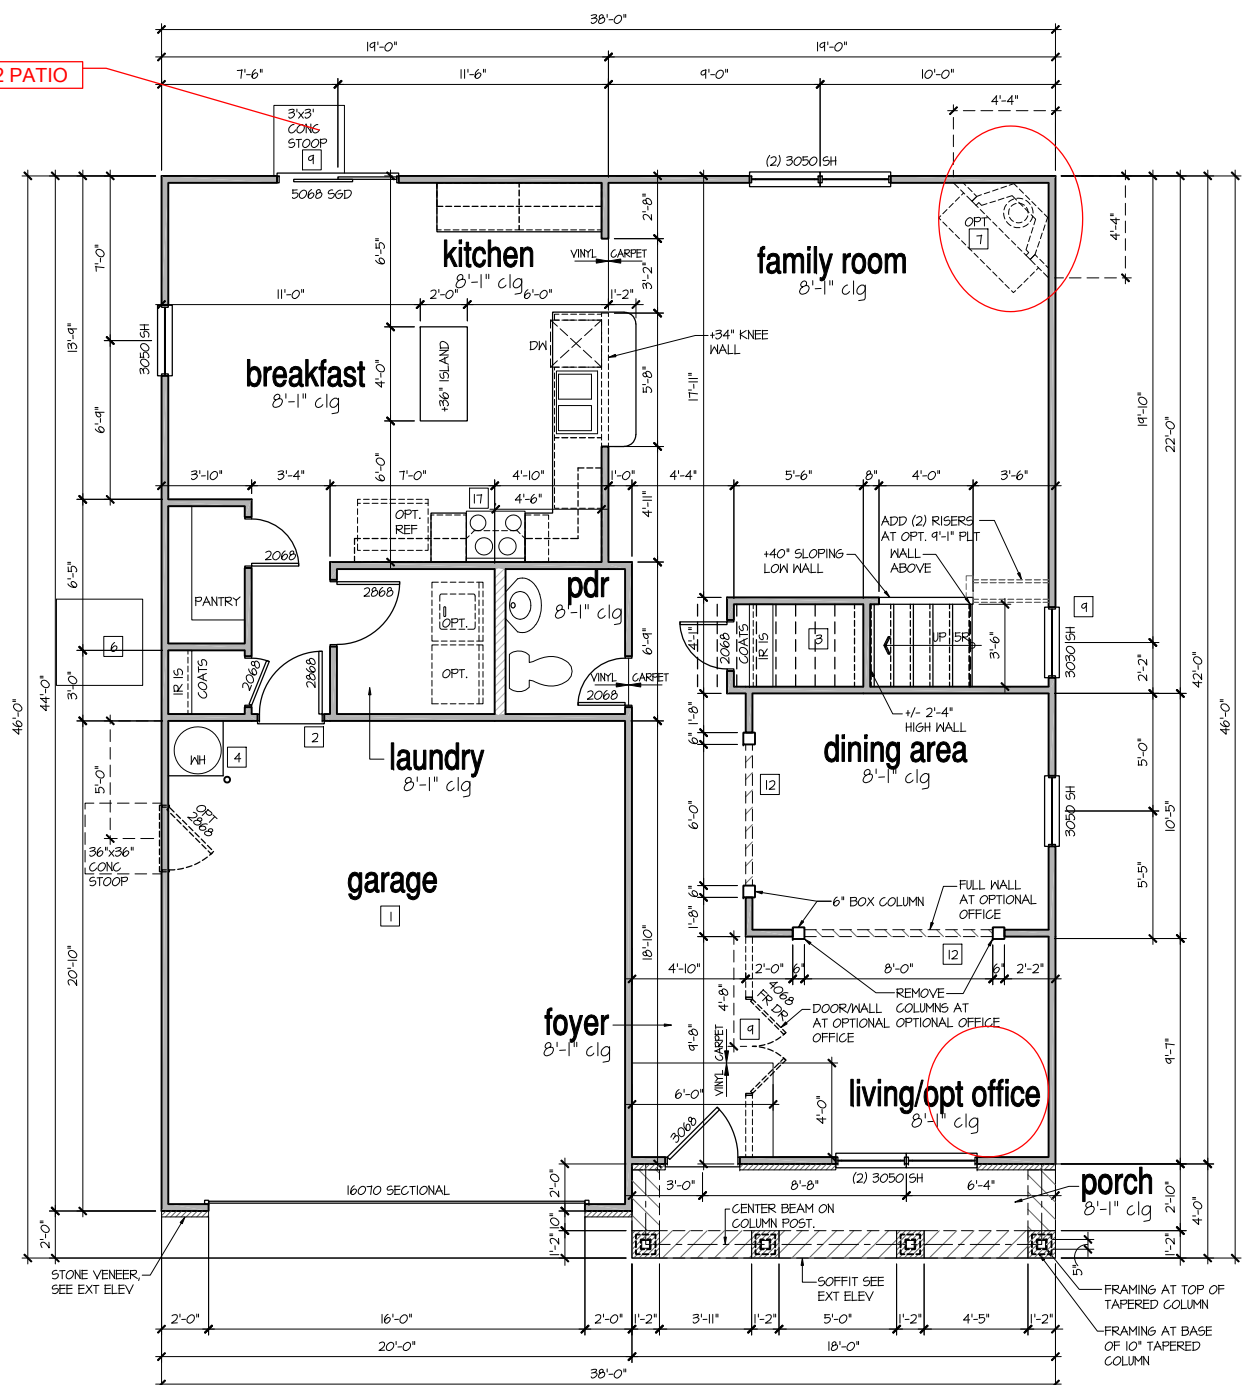 38'-0"
19'-0"
19'-0"
2 PATIO
7'-6"
11'-6"
9'-0"
10'-0"
4'-4"
3'x3'
CONC
STOOP
9
5068 SGD
(2) 3050 SH
OPT
7
4'-4"
2'-8"
kitchen
8'-1" clg
VINYL
CARPET
3'-2"
family room
8'-1" clg
6'-5"
7'-0"
11'-0"
2'-0"
6'-0"
1'-2"
3050 SH
13'-9"
DW
+34" KNEE
WALL
+36" ISLAND
4'-0"
5'-8"
17'-11"
breakfast
8'-1" clg
6'-9"
19'-10"
22'-0"
6'-0"
3'-10"
3'-4"
7'-0"
4'-10"
1'-0"
4'-4"
5'-6"
8"
4'-0"
3'-6"
17
4'-6"
4'-11"
OPT.
REF
ADD (2) RISERS
AT OPT. 9'-1" PLT
WALL
ABOVE
+40" SLOPING
LOW WALL
2068
6'-5"
PANTRY
2868
OPT.
OPT.
pdr
8'-1" clg
6
4'-1"
2068
COATS
1R 1S
3
UP 5R
3'-6"
9
3030 SH
2'-2"
6'-9"
VINYL
CARPET
2068
1R 1S
COATS
2068
2868
3'-0"
44'-0"
46'-0"
42'-0"
46'-0"
2
+/- 2'-4"
HIGH WALL
1'-8"
6"
WH
4
laundry
8'-1" clg
dining area
8'-1" clg
12
5'-0"
5'-0"
OPT
2868
6'-0"
3050 SH
10'-5"
36"x36"
CONC
STOOP
garage
1
6"
1'-8"
6" BOX COLUMN
FULL WALL
AT OPTIONAL
OFFICE
5'-5"
12
18'-10"
20'-10"
4'-10"
2'-0"
6"
8'-0"
6"
2'-2"
4'-8"
4068
FR DR
REMOVE
COLUMNS AT
OPTIONAL OFFICE
DOOR/WALL
AT OPTIONAL
OFFICE
9
foyer
8'-1" clg
9'-8"
VINYL
CARPET
9'-7"
6'-0"
4'-0"
living/opt office
8'-1" clg
3068
16070 SECTIONAL
2'-0"
3'-0"
8'-8"
(2) 3050 SH
6'-4"
porch
8'-1" clg
2'-10"
4'-0"
CENTER BEAM ON
COLUMN POST.
10"
1'-2"
2'-0"
1'-2"
5"
STONE VENEER,
SEE EXT ELEV
SOFFIT SEE
EXT ELEV
FRAMING AT TOP OF
TAPERED COLUMN
2'-0"
16'-0"
2'-0"
1'-2"
3'-11"
1'-2"
5'-0"
1'-2"
4'-5"
1'-2"
FRAMING AT BASE
OF 10" TAPERED
COLUMN
20'-0"
18'-0"
38'-0"